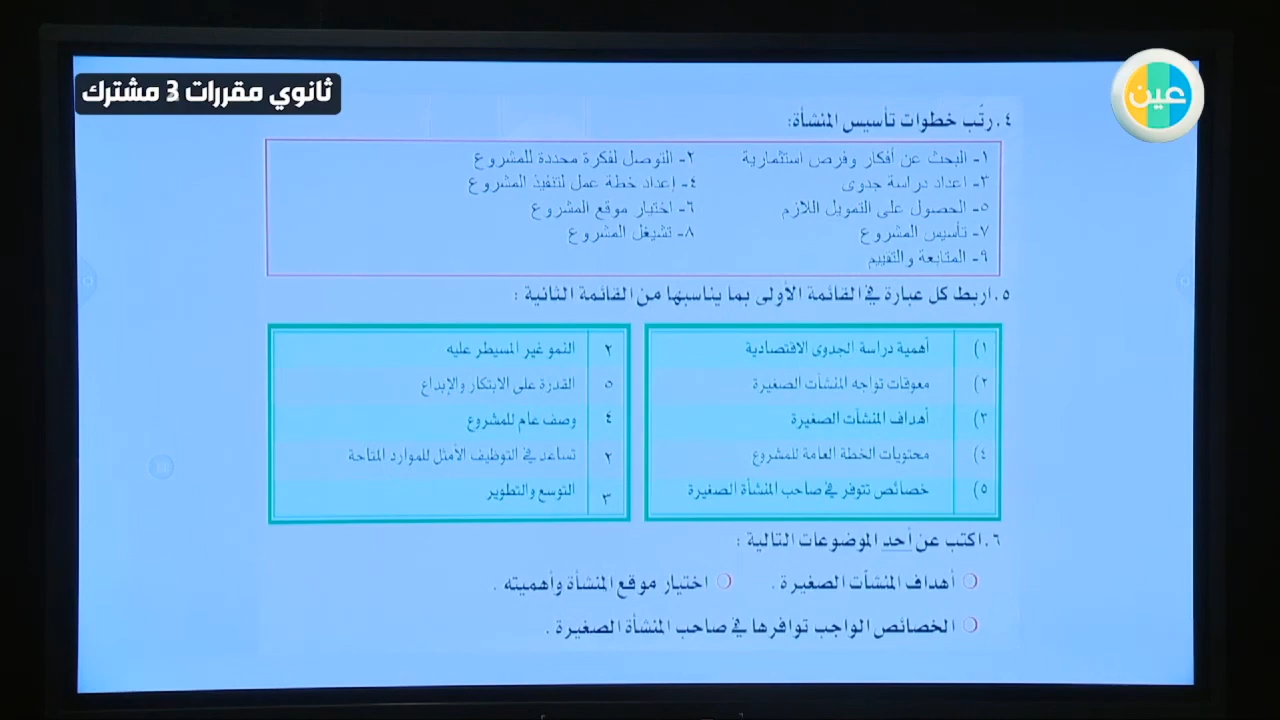 ثانوي مقررات 3 مشترك
عين
٤. رتّب خطوات تأسيس المنشأة:
١- البحث عن أفكار وفرص استثمارية ٢- التوصل لفكرة محددة للمشروع
٣- اعداد دراسة جدوى ٤- إعداد خطة عمل لتنفيذ المشروع
٥- الحصول على التمويل اللازم ٦- اختيار موقع المشروع
٧- تأسيس المشروع ٨- تشيغل المشروع
٩- المتابعة والتقييم
٥. اربط كل عبارة في القائمة الأولى بما يناسبها من القائمة الثانية :
١) أهمية دراسة الجدوى الاقتصادية ٢ النمو غير المسيطر عليه
٢) معوقات تواجه المنشآت الصغيرة ٥ القدرة على الابتكار والإبداع
٣) أهداف المنشآت الصغيرة ٤ وصف عام للمشروع
٤) محتويات الخطة العامة للمشروع ٢ تساعد في التوظيف الأمثل للموارد المتاحة
٥) خصائص تتوفر في صاحب المنشأة الصغيرة ٣ التوسع والتطوير
٦. اكتب عن أحد الموضوعات التالية :
أهداف المنشآت الصغيرة . اختيار موقع المنشأة وأهميته .
الخصائص الواجب توافرها في صاحب المنشأة الصغيرة .